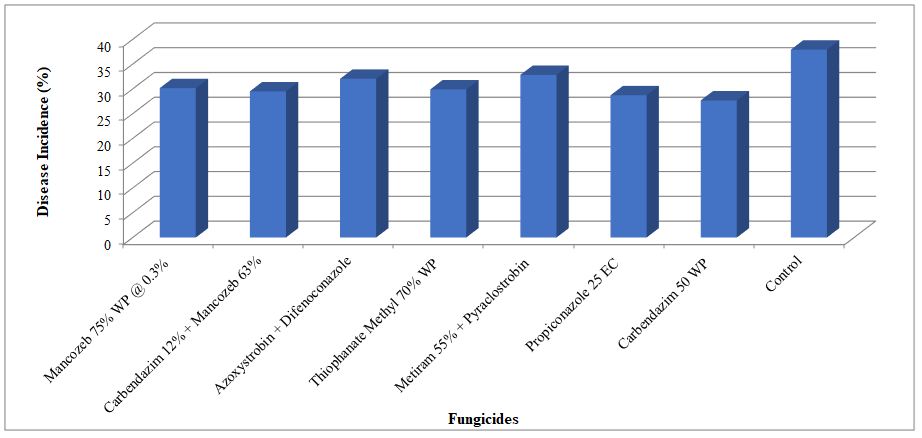 40
35
30
25
20
15
10
5
0
Disease Incidence (%)
Mancozeb 75% WP @ 0.3%
Carbendazim 12% + Mancozeb 63%
Azoxystrobin + Difenoconazole
Thiophanate Methyl 70% WP
Metiram 55% + Pyraclostrobin
Propiconazole 25 EC
Carbendazim 50 WP
Control
Fungicides